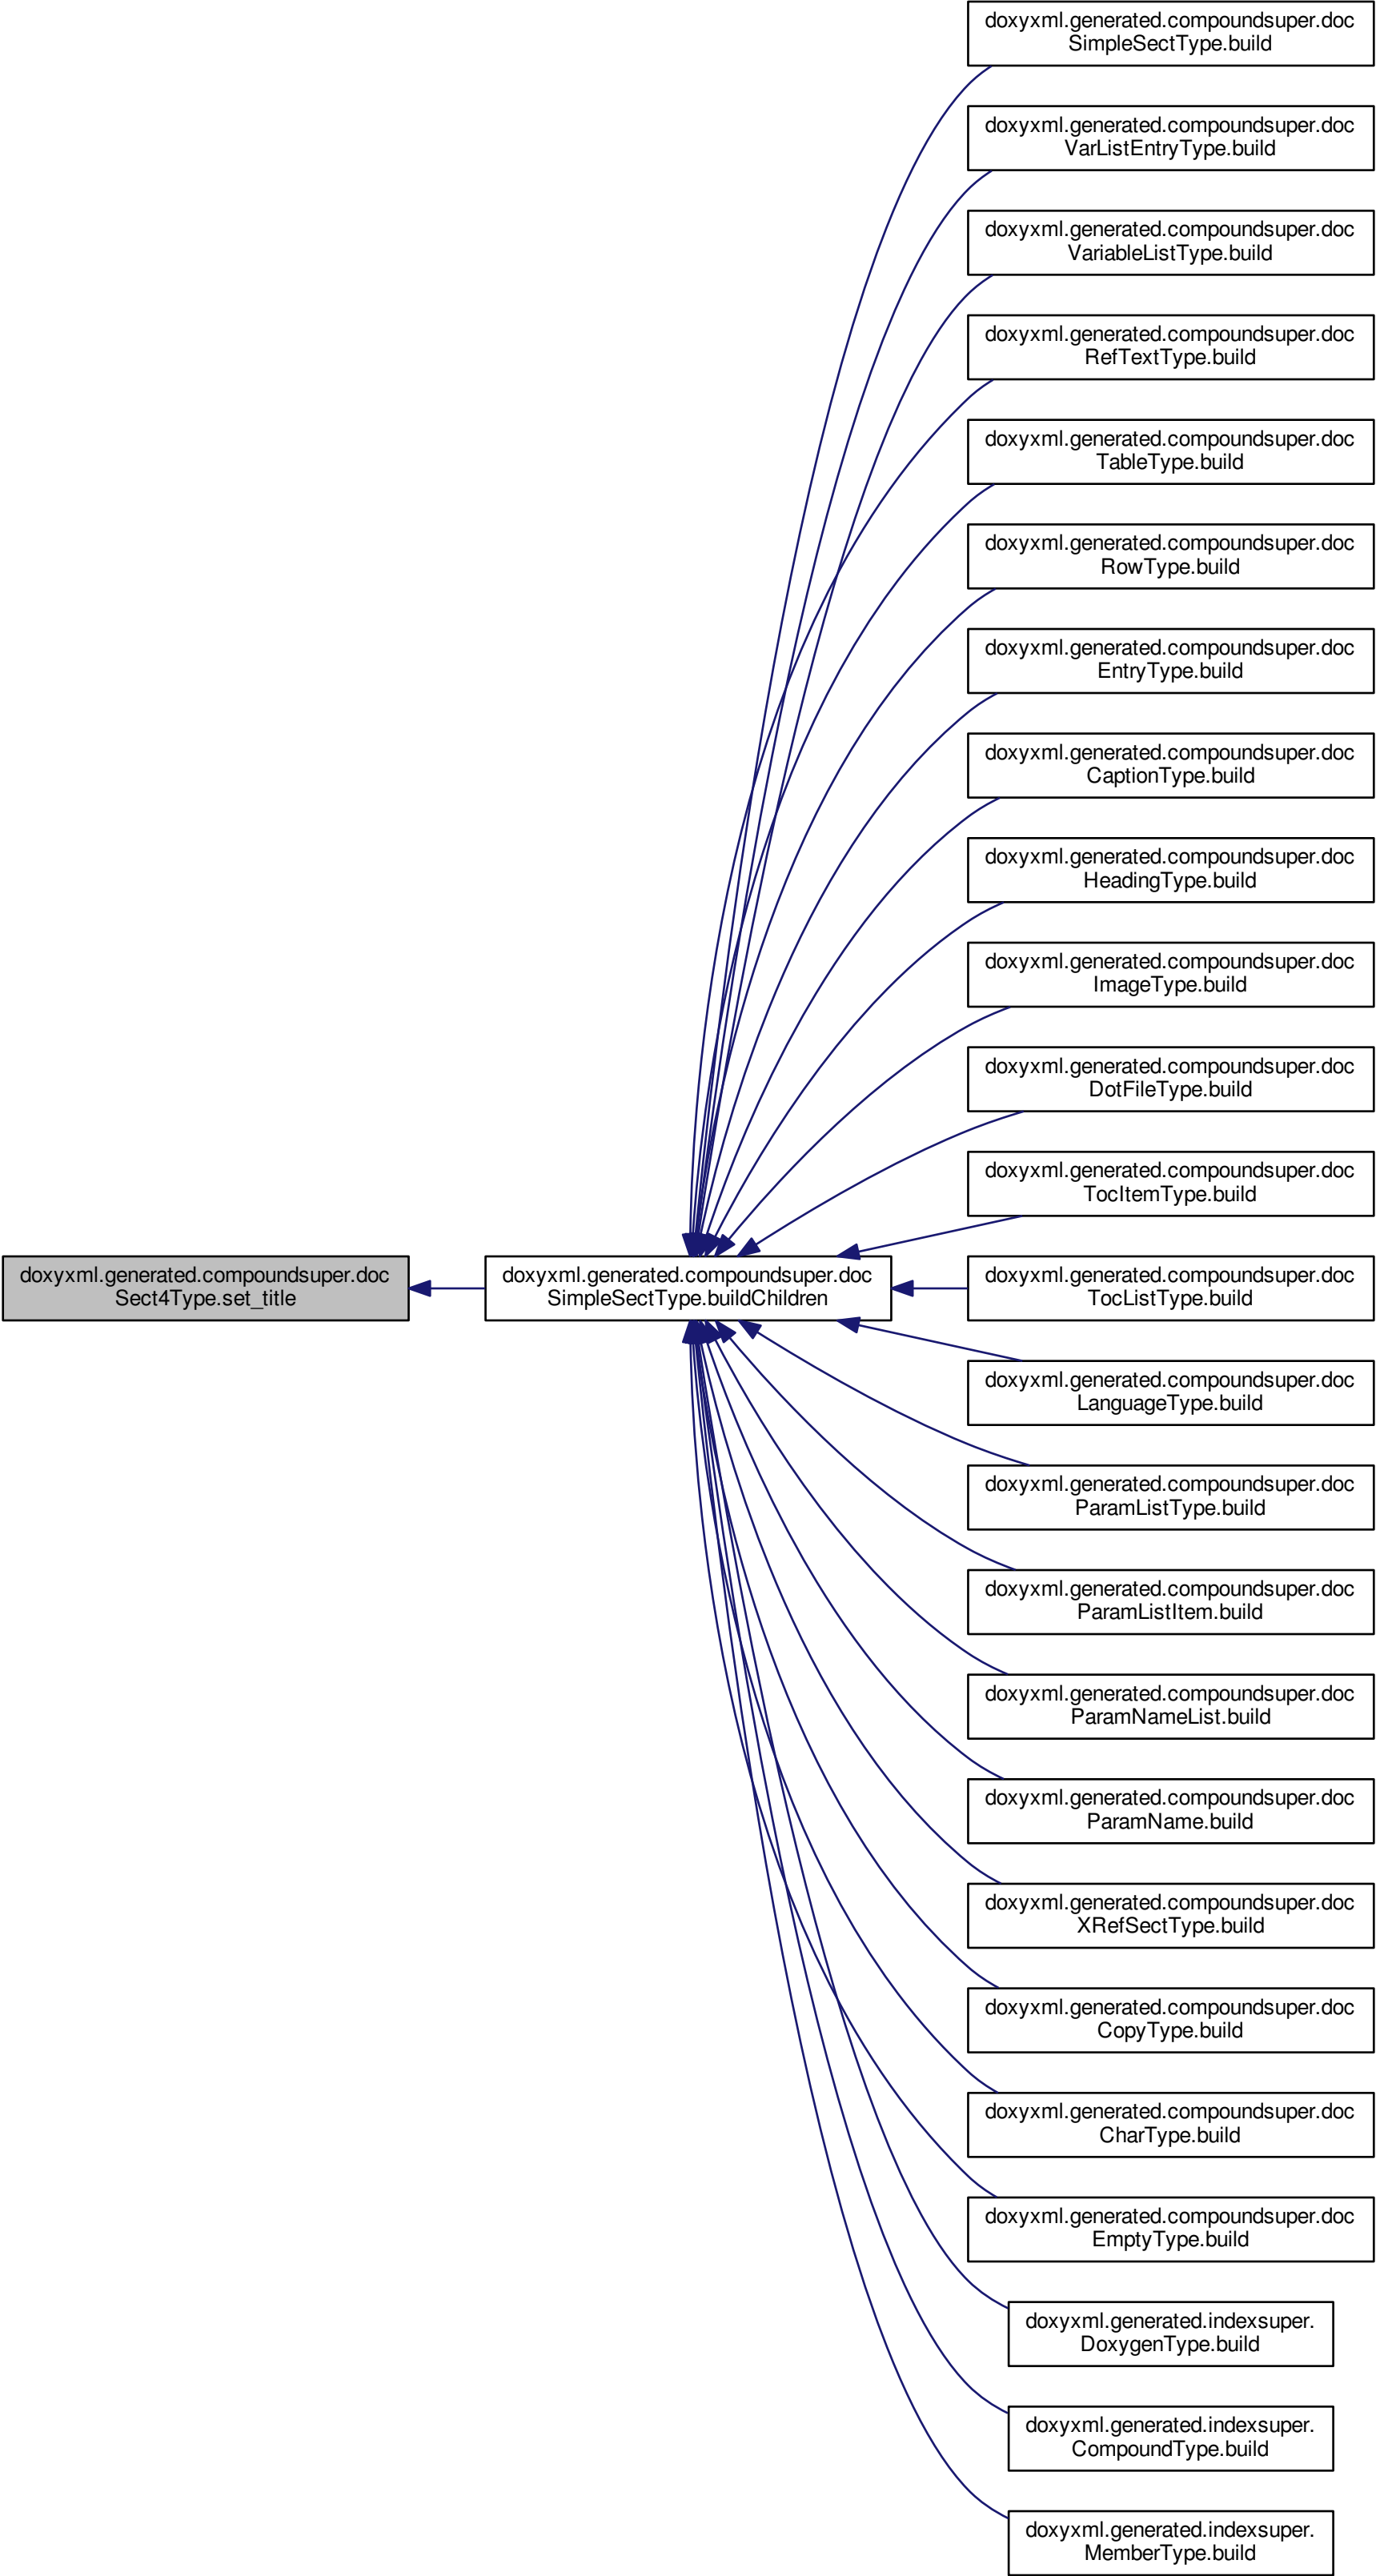 doxyxml.generated.compoundsuper.doc
SimpleSectType.build
doxyxml.generated.compoundsuper.doc
VarListEntryType.build
doxyxml.generated.compoundsuper.doc
VariableListType.build
doxyxml.generated.compoundsuper.doc
RefTextType.build
doxyxml.generated.compoundsuper.doc
TableType.build
doxyxml.generated.compoundsuper.doc
RowType.build
doxyxml.generated.compoundsuper.doc
EntryType.build
doxyxml.generated.compoundsuper.doc
CaptionType.build
doxyxml.generated.compoundsuper.doc
HeadingType.build
doxyxml.generated.compoundsuper.doc
ImageType.build
doxyxml.generated.compoundsuper.doc
DotFileType.build
doxyxml.generated.compoundsuper.doc
TocItemType.build
doxyxml.generated.compoundsuper.doc
Sect4Type.set_title
doxyxml.generated.compoundsuper.doc
SimpleSectType.buildChildren
doxyxml.generated.compoundsuper.doc
TocListType.build
doxyxml.generated.compoundsuper.doc
LanguageType.build
doxyxml.generated.compoundsuper.doc
ParamListType.build
doxyxml.generated.compoundsuper.doc
ParamListItem.build
doxyxml.generated.compoundsuper.doc
ParamNameList.build
doxyxml.generated.compoundsuper.doc
ParamName.build
doxyxml.generated.compoundsuper.doc
XRefSectType.build
doxyxml.generated.compoundsuper.doc
CopyType.build
doxyxml.generated.compoundsuper.doc
CharType.build
doxyxml.generated.compoundsuper.doc
EmptyType.build
doxyxml.generated.indexsuper.
DoxygenType.build
doxyxml.generated.indexsuper.
CompoundType.build
doxyxml.generated.indexsuper.
MemberType.build